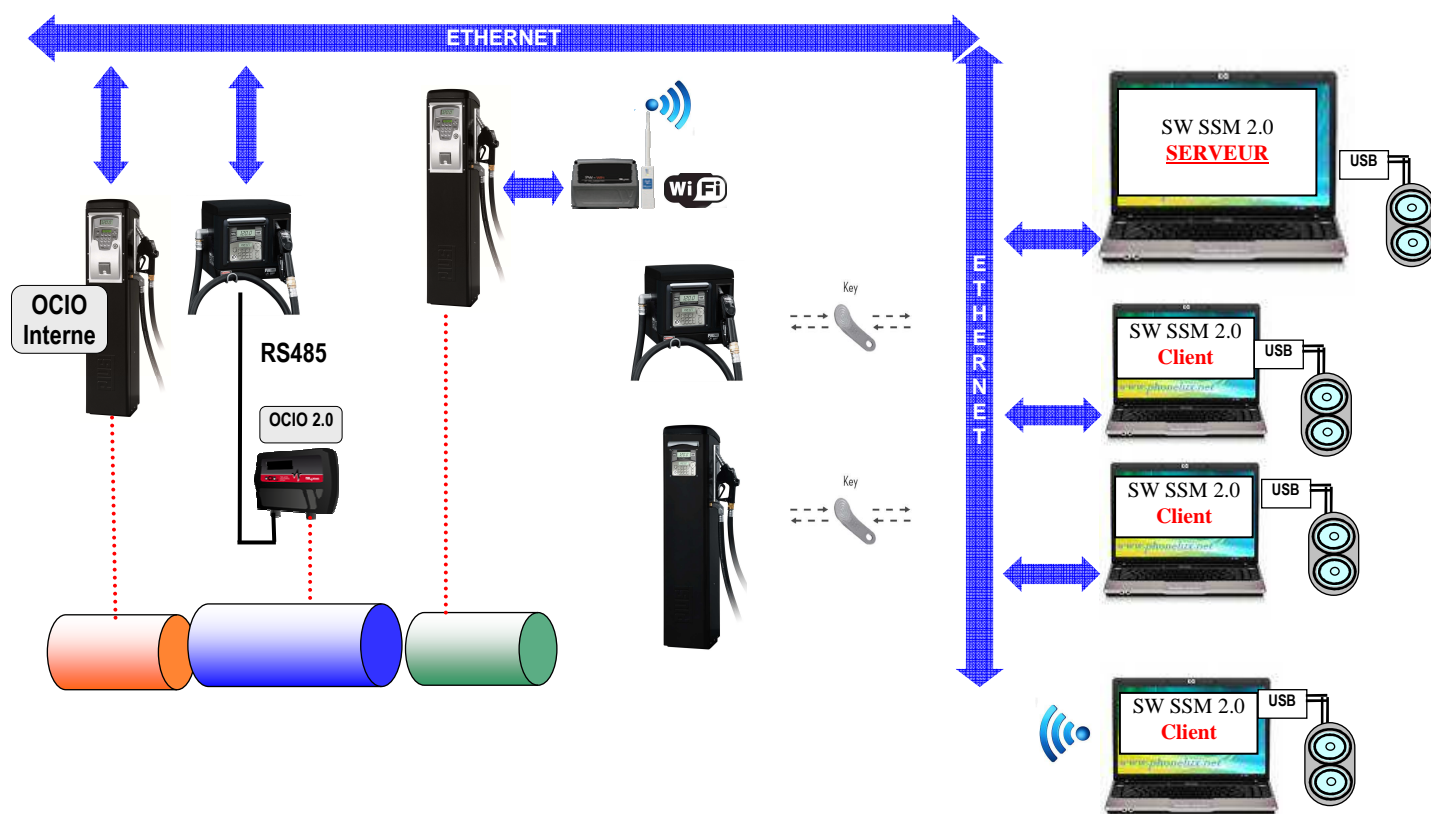 ETHERNET
SW SSM 2.0
SERVEUR
USB
WiFi
OCIO
Interne
RS485
OCIO 2.0
Key
Key
ETHERNET
SW SSM 2.0
Client
USB
www.phonelux.net
SW SSM 2.0
Client
USB
www.phonelux.net
SW SSM 2.0
Client
USB
www.phonelux.net